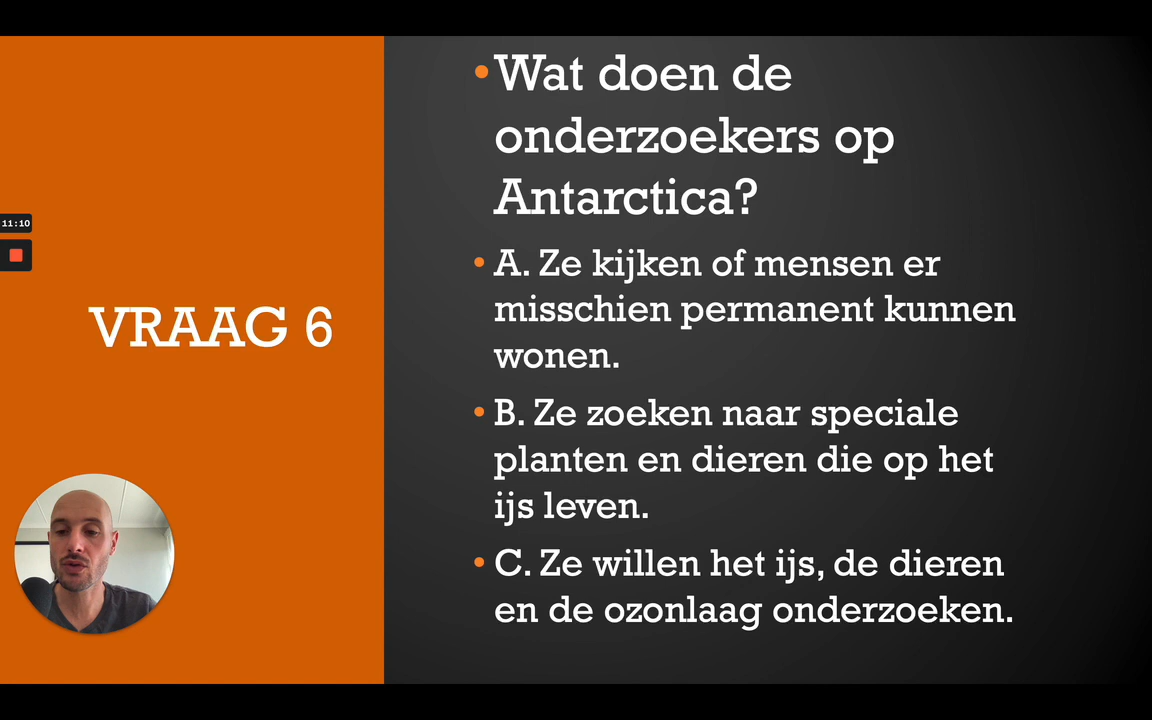 11:10
VRAAG 6
•Wat doen de
onderzoekers op
Antarctica?
• A. Ze kijken of mensen er
misschien permanent kunnen
wonen.
• B. Ze zoeken naar speciale
planten en dieren die op het
ijs leven.
• C. Ze willen het ijs, de dieren
en de ozonlaag onderzoeken.